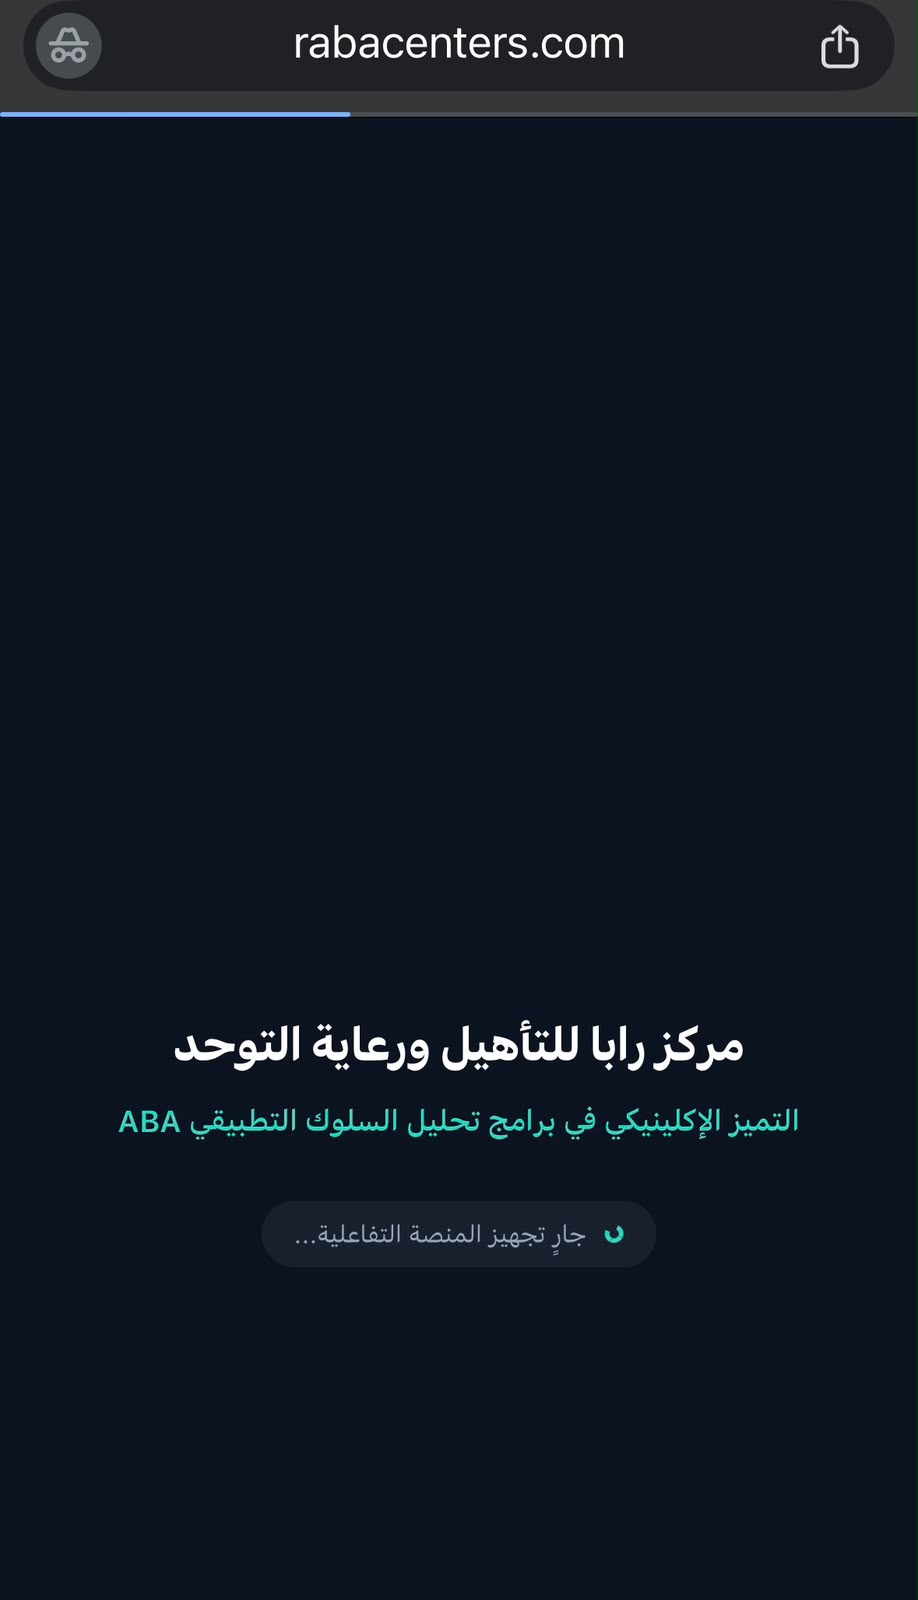 rabacenters.com
مركز رابا للتأهيل ورعاية التوحد
التميز الإكلينيكي في برامج تحليل السلوك التطبيقي ABA
جارٍ تجهيز المنصة التفاعلية...